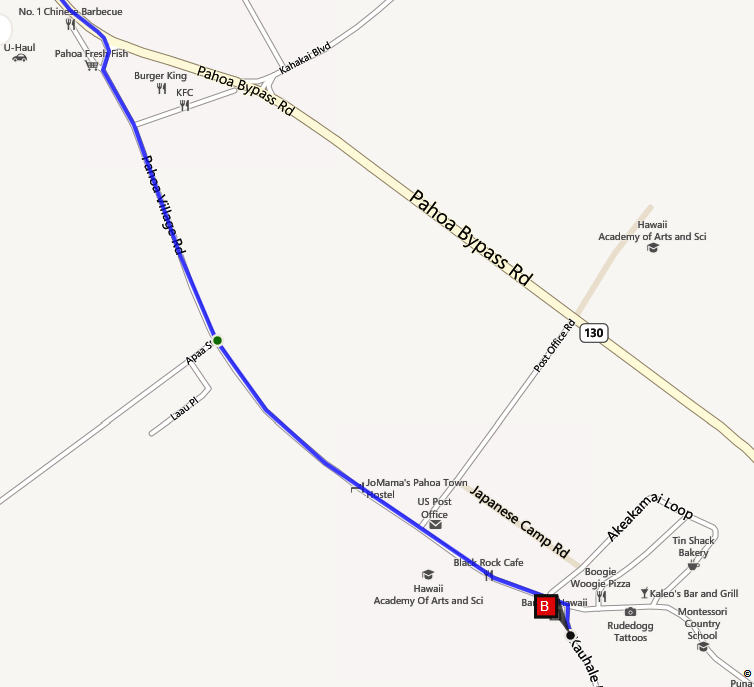 No. 1 Chinese Barbecue
U-Haul
Pahoa Fresh Fish
Kahakai Blvd
Burger King
KFC
Pahoa Bypass Rd
Pahoa Village Rd
Pahoa Bypass Rd
Hawaii
Academy of Arts and Sci
130
Post Office Rd
Apaa St
Laau Pl
JoMama's Pahoa Town
Hostel
US Post
Office
Japanese Camp Rd
Akeakamai Loop
Tin Shack
Bakery
Black Rock Cafe
Hawaii
Academy Of Arts and Sci
Boogie
Woogie Pizza
Kaleo's Bar and Grill
B
Hawaii
Rudedogg
Tattoos
Montessori
Country
School
Kauhale
Puna
©